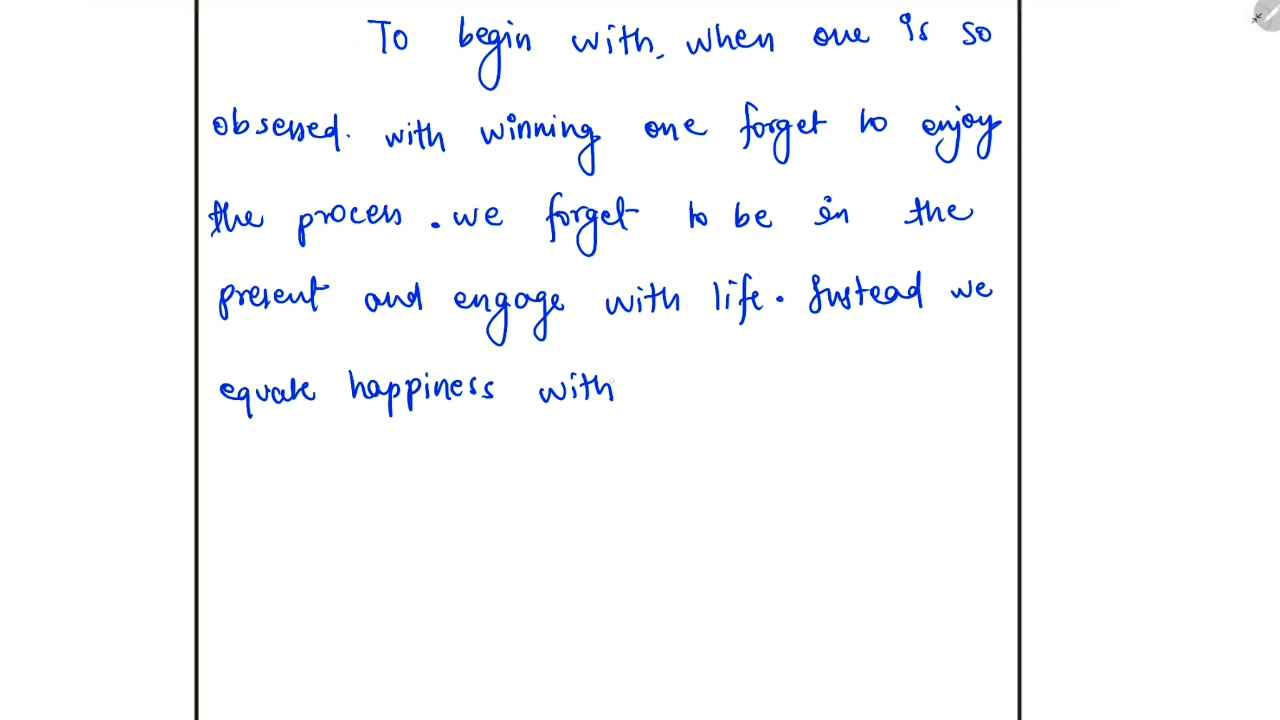 To begin with, when one is so
obsessed. with winning one forget to enjoy
the process. we forget to be in the
present and engage with life. Instead we
equate happiness with